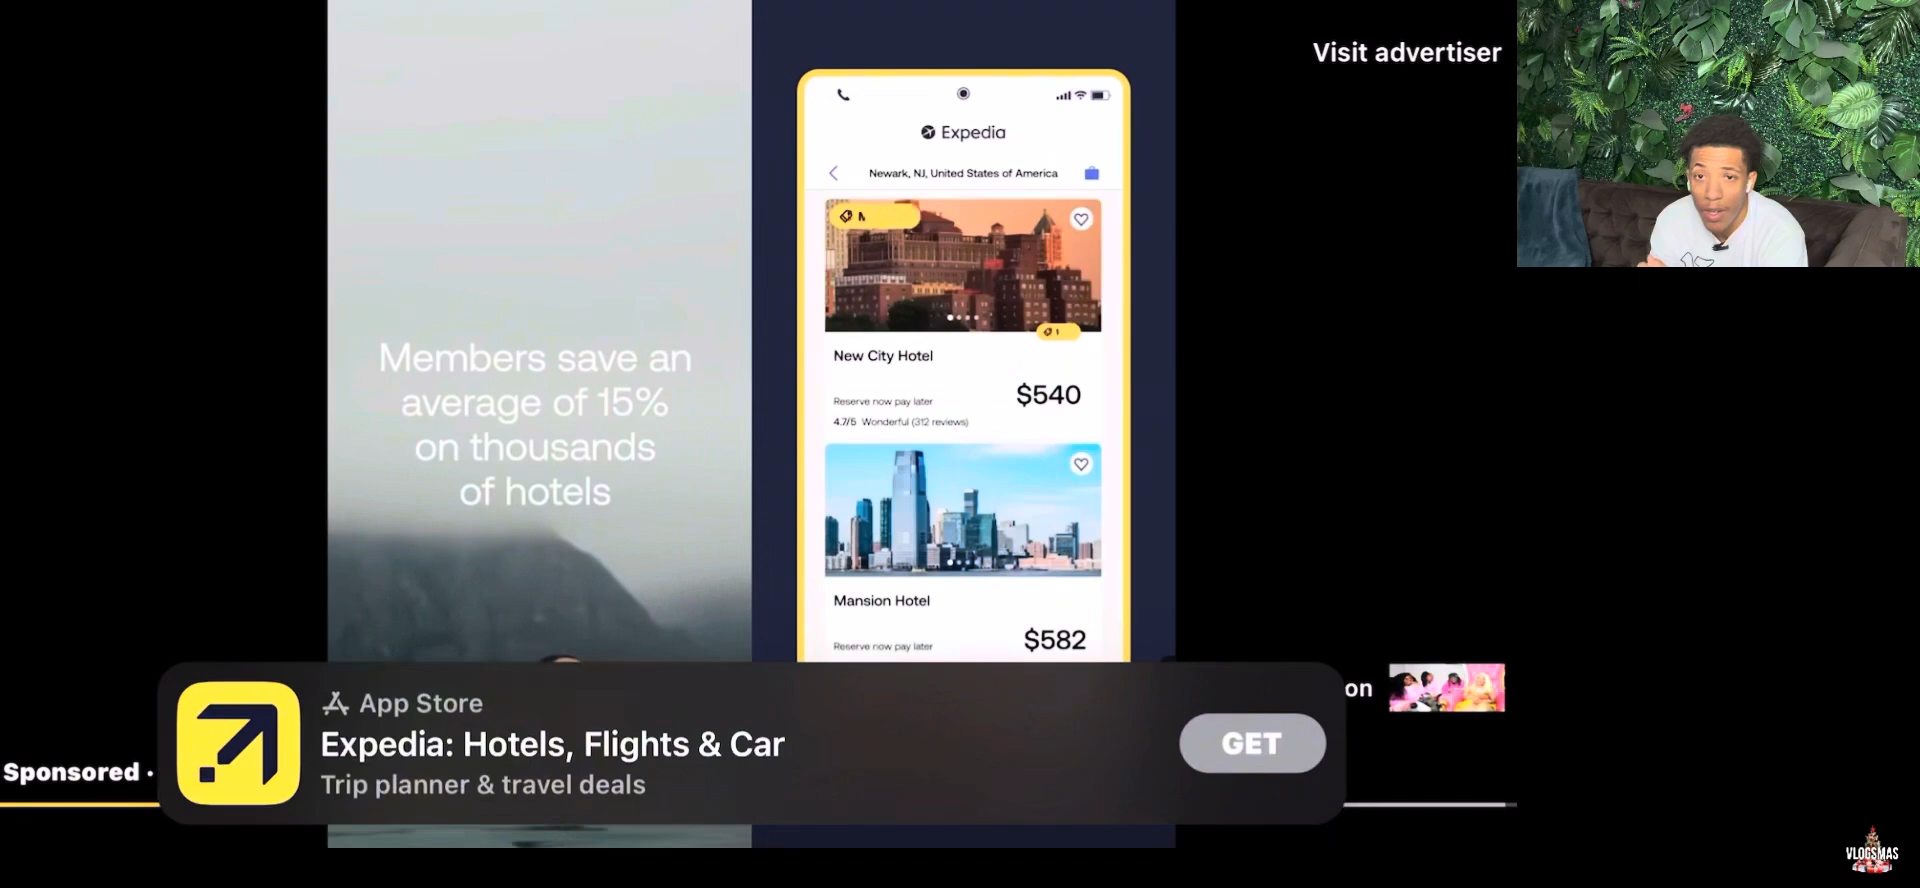 Visit advertiser
Members save an
average of 15%
on thousands
of hotels
Expedia
Newark, NJ, United States of America
New City Hotel
Reserve now pay later
$540
4.7/5 Wonderful (312 reviews)
Mansion Hotel
Reserve now pay later
$582
on
App Store
Expedia: Hotels, Flights & Car
Trip planner & travel deals
GET
Sponsored ·
VLOGSMAS